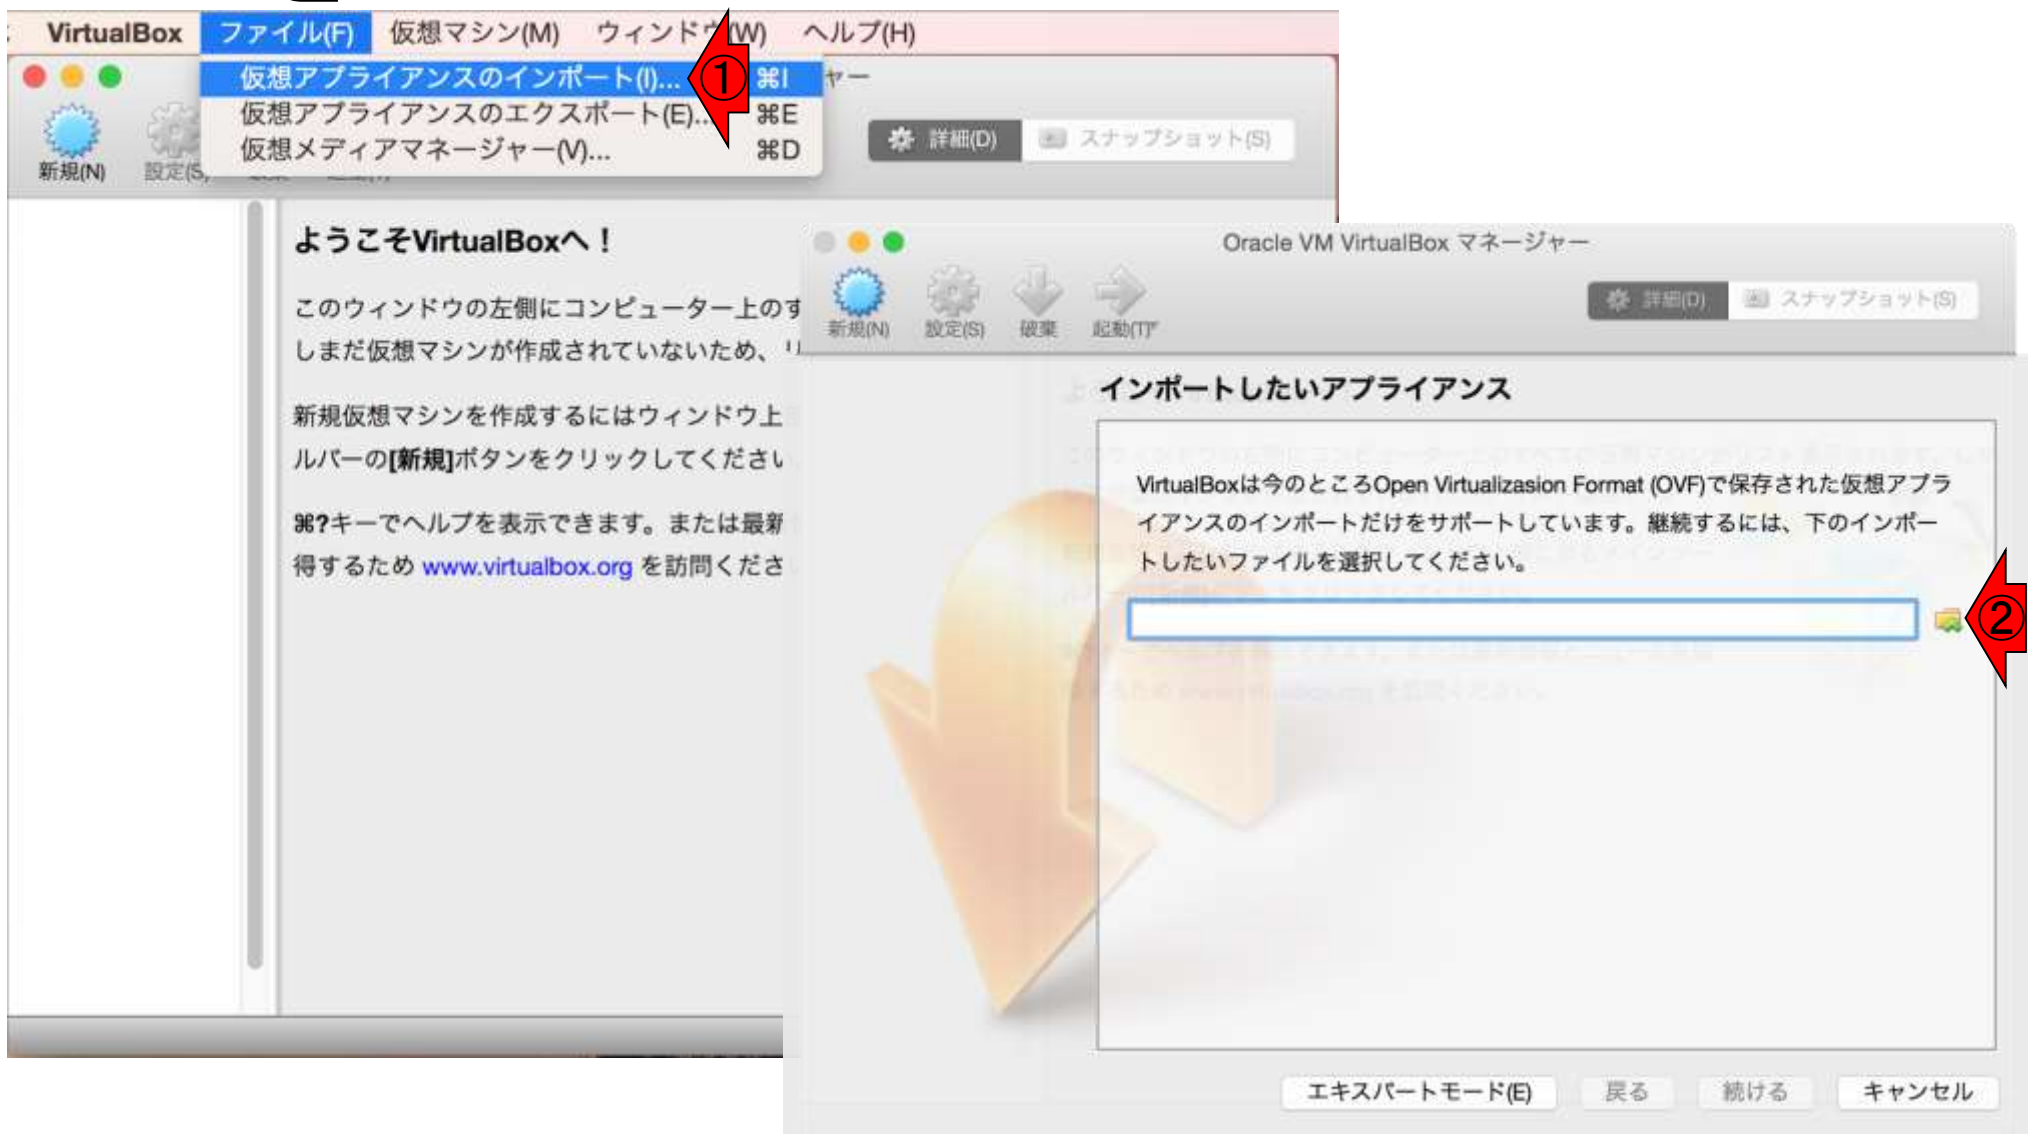 VirtualBox ファイル(F) 仮想マシン(M) ウィンドウ(W) ヘルプ(H)
仮想アプライアンスのインポート(I)... ⌘I
仮想アプライアンスのエクスポート(E)... ⌘E
仮想メディアマネージャー(V)... ⌘D
①
ャー
新規(N) 設定(S)
詳細(D) スナップショット(S)
ようこそVirtualBoxへ！
このウィンドウの左側にコンピューター上のす
しまだ仮想マシンが作成されていないため、リ
新規仮想マシンを作成するにはウィンドウ上
ルバーの[新規]ボタンをクリックしてください
⌘?キーでヘルプを表示できます。または最新
得するため www.virtualbox.org を訪問くださ
Oracle VM VirtualBox マネージャー
新規(N) 設定(S) 破棄 起動(T)
詳細(D) スナップショット(S)
インポートしたいアプライアンス
VirtualBoxは今のところOpen Virtualizasion Format (OVF)で保存された仮想アプラ
イアンスのインポートだけをサポートしています。継続するには、下のインポー
トしたいファイルを選択してください。
②
エキスパートモード(E) 戻る 続ける キャンセル